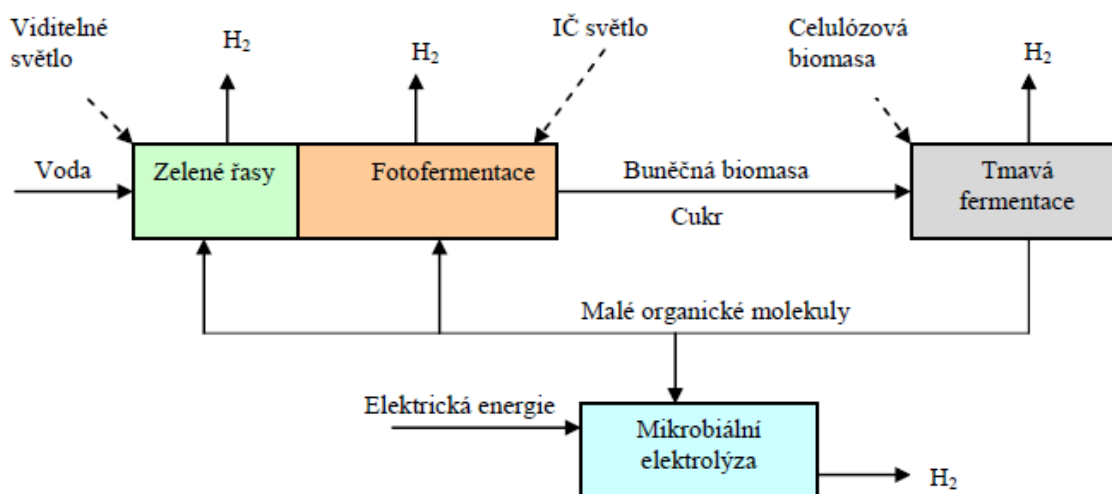 Viditelné
světlo
H₂
H₂
IČ světlo
Celulózová
biomasa
H₂
Voda
Zelené řasy
Fotofermentace
Buněčná biomasa
Cukr
Tmavá
fermentace
Malé organické molekuly
Elektrická energie
Mikrobiální
elektrolýza
H₂